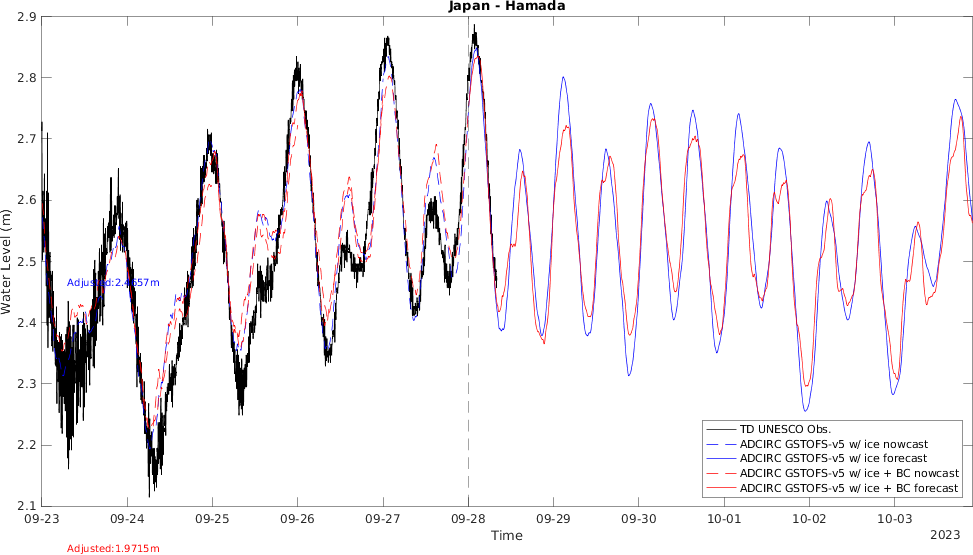 Japan - Hamada
2.9
2.8
2.7
2.6
2.5
2.4
2.3
2.2
2.1
Water Level (m)
Adjusted:2.4657m
TD UNESCO Obs.
ADCIRC GSTOFS-v5 w/ ice nowcast
ADCIRC GSTOFS-v5 w/ ice forecast
ADCIRC GSTOFS-v5 w/ ice + BC nowcast
ADCIRC GSTOFS-v5 w/ ice + BC forecast
09-23 09-24 09-25 09-26 09-27 09-28 09-29 09-30 10-01 10-02 10-03
Time
2023
Adjusted:1.9715m